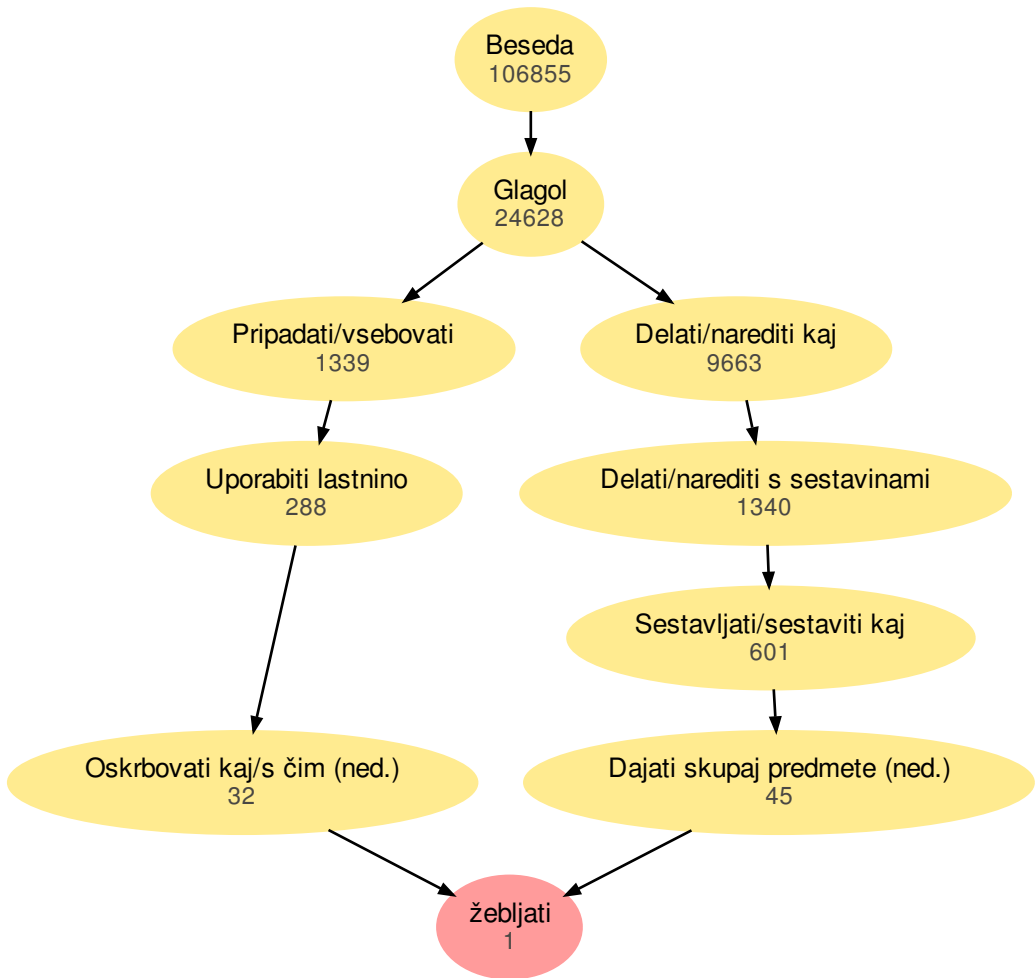 Beseda
106855
Glagol
24628
Pripadati/vsebovati
1339
Delati/narediti kaj
9663
Uporabiti lastnino
288
Delati/narediti s sestavinami
1340
Sestavljati/sestaviti kaj
601
Oskrbovati kaj/s čim (ned.)
32
Dajati skupaj predmete (ned.)
45
žebljati
1